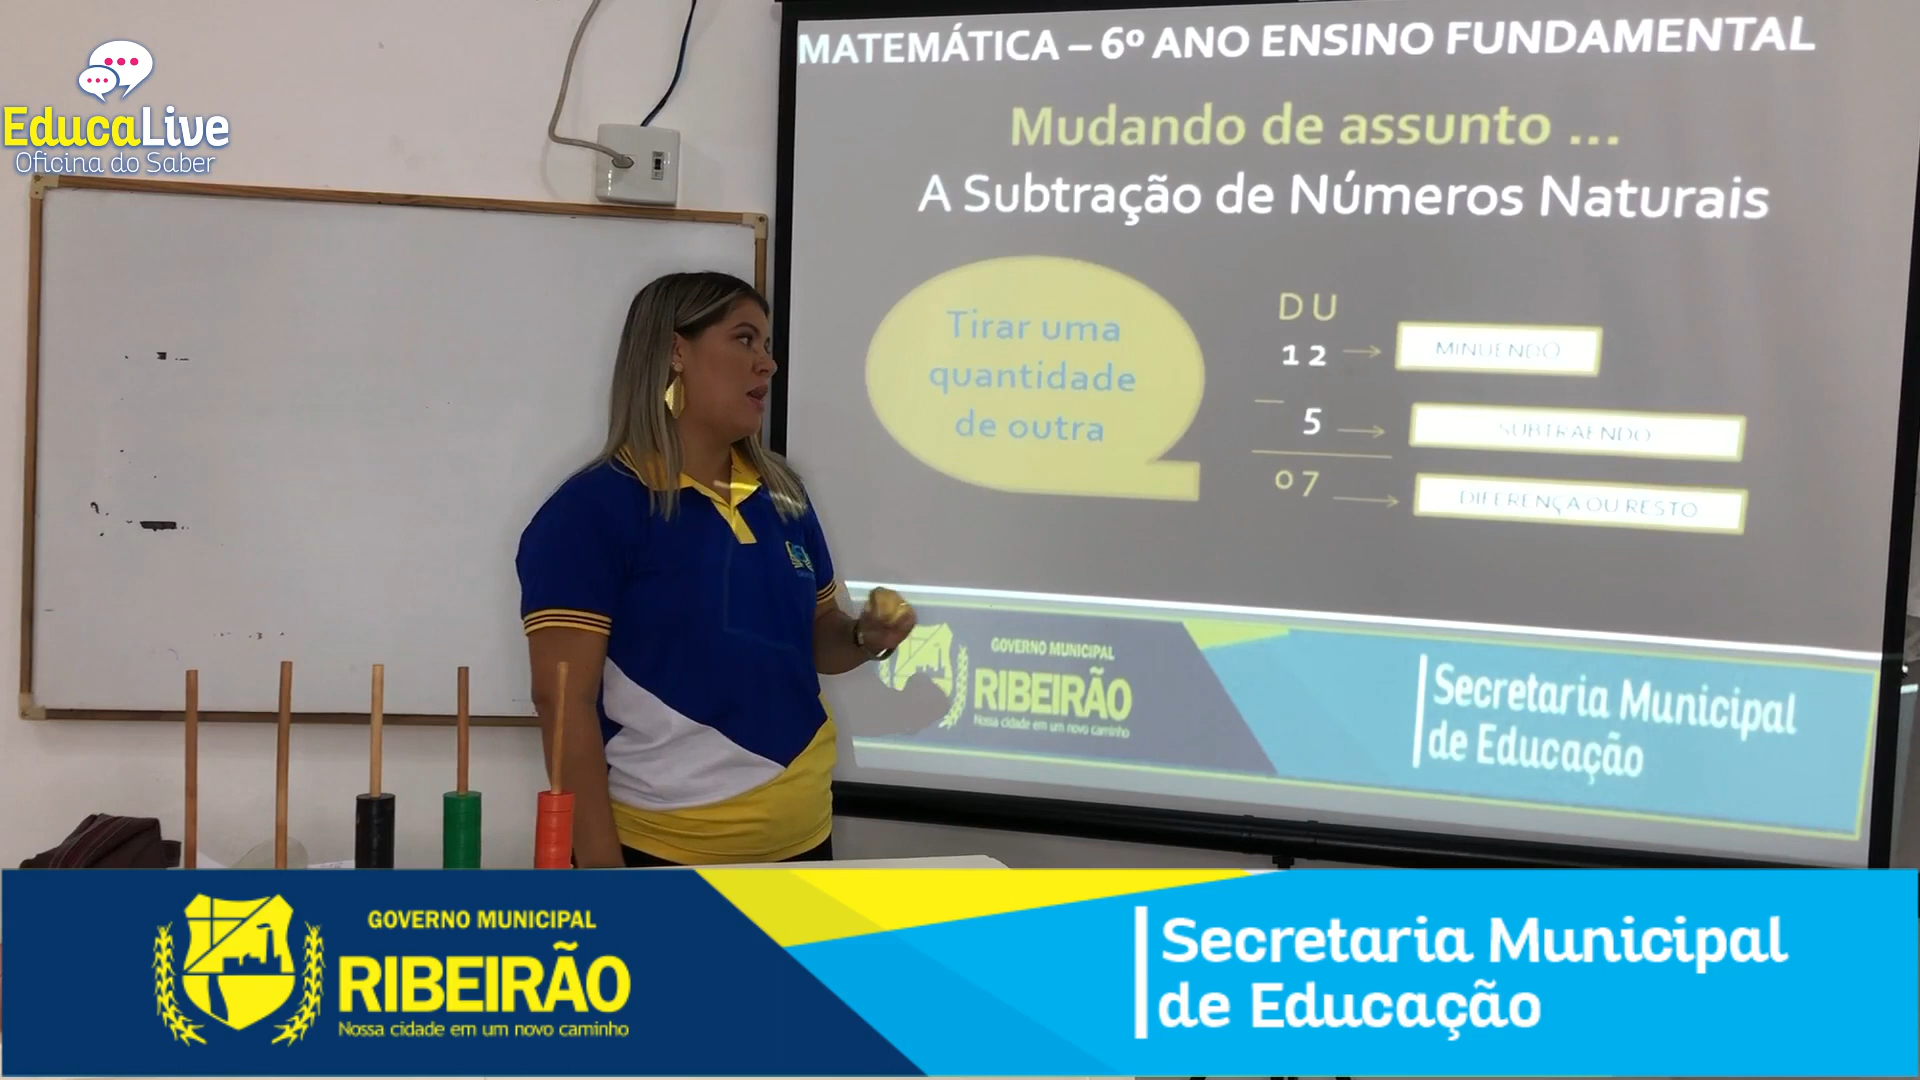 EducaLive
Oficina do Saber
MATEMÁTICA – 6º ANO ENSINO FUNDAMENTAL
Mudando de assunto ...
A Subtração de Números Naturais
Tirar uma
quantidade
de outra
D U
1 2
MINUENDO
— 5
SUBTRAENDO
0 7
DIFERENÇA OU RESTO
GOVERNO MUNICIPAL
RIBEIRÃO
Nossa cidade em um novo caminho
Secretaria Municipal
de Educação
GOVERNO MUNICIPAL
RIBEIRÃO
Nossa cidade em um novo caminho
Secretaria Municipal
de Educação